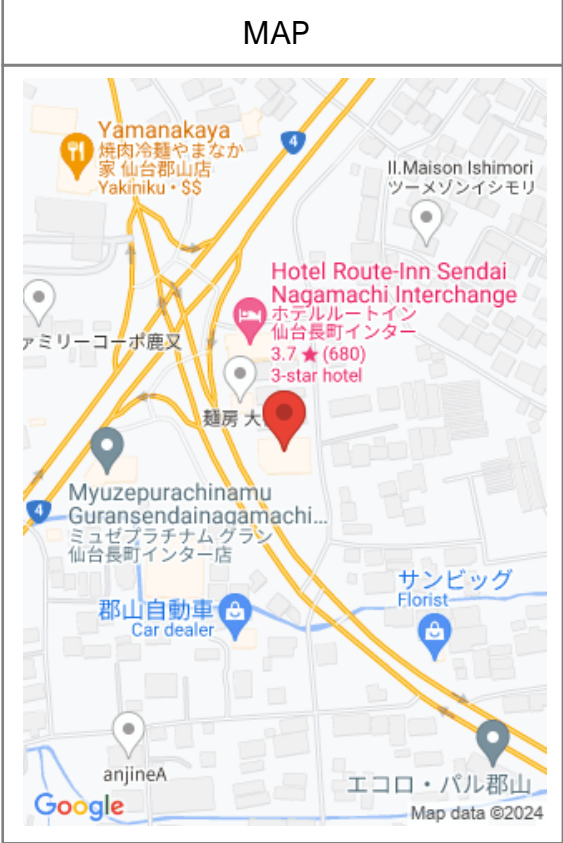 MAP
Yamanakaya
焼肉冷麺やまなか
家 仙台郡山店
Yakiniku・$$
4
II.Maison Ishimori
ツーメゾンイシモリ
Hotel Route-Inn Sendai
Nagamachi Interchange
ホテルルートイン
仙台長町インター
3.7 ★ (680)
3-star hotel
ァミリーコーポ鹿又
麺房 大
4
Myuzepurachinamu
Guransendainagamachi...
ミュゼプラチナム グラン
仙台長町インター店
サンビッグ
Florist
郡山自動車
Car dealer
anjineA
エコロ・パル郡山
Google
Map data ©2024